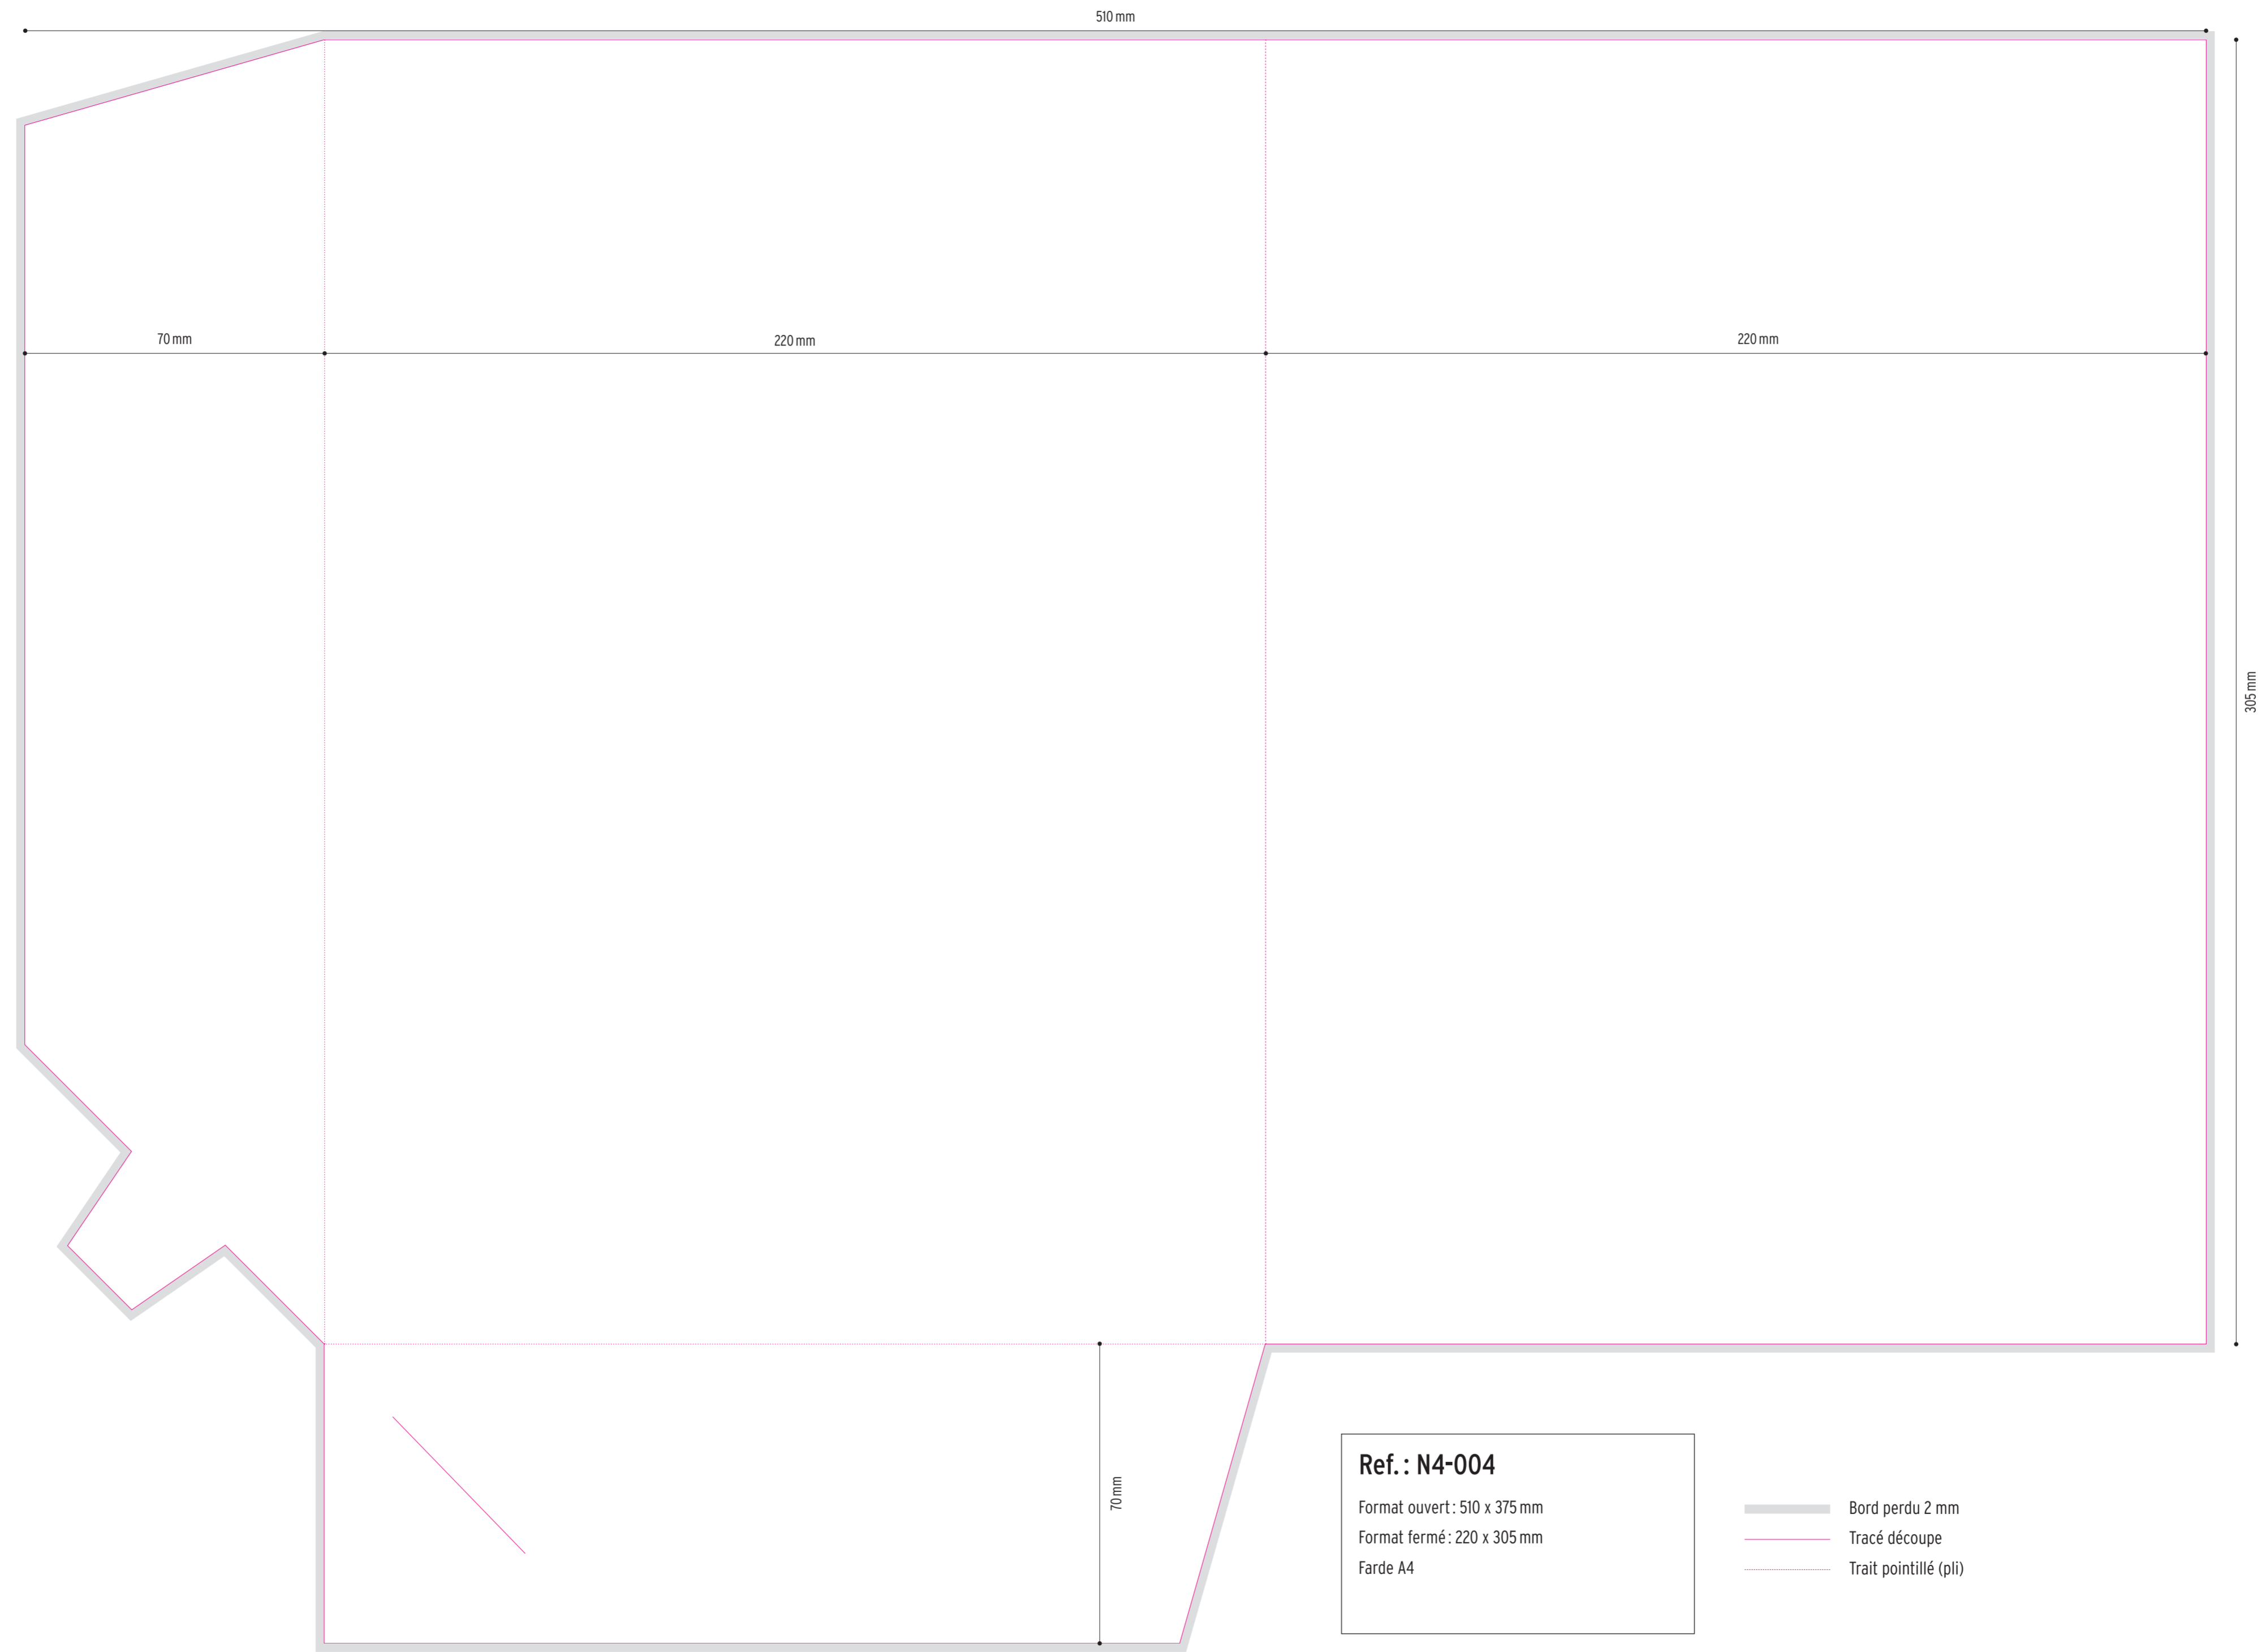 510 mm
70 mm
220 mm
220 mm
305 mm
70 mm
Ref. : N4-004
Format ouvert : 510 x 375 mm
Format fermé : 220 x 305 mm
Farde A4
Bord perdu 2 mm
Tracé découpe
Trait pointillé (pli)